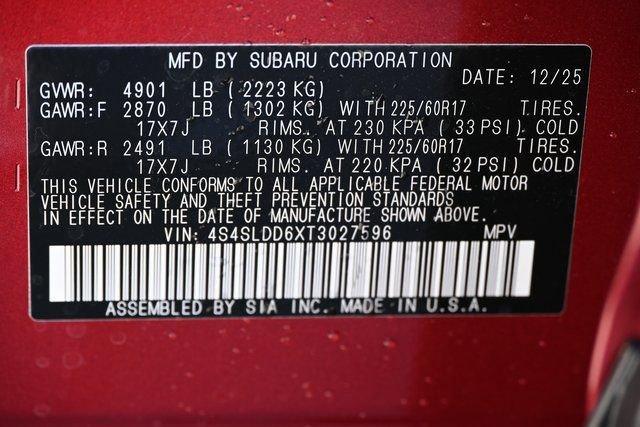 MFD BY SUBARU CORPORATION
DATE: 12/25
GVWR: 4901 LB (2223 KG)
GAWR:F 2870 LB (1302 KG) WITH 225/60R17 TIRES.
17X7J RIMS. AT 230 KPA (33 PSI) COLD
GAWR:R 2491 LB (1130 KG) WITH 225/60R17 TIRES.
17X7J RIMS. AT 220 KPA (32 PSI) COLD
THIS VEHICLE CONFORMS TO ALL APPLICABLE FEDERAL MOTOR
VEHICLE SAFETY AND THEFT PREVENTION STANDARDS
IN EFFECT ON THE DATE OF MANUFACTURE SHOWN ABOVE.
VIN: 4S4SLDD6XT3027596 MPV
ASSEMBLED BY SIA INC. MADE IN U.S.A.